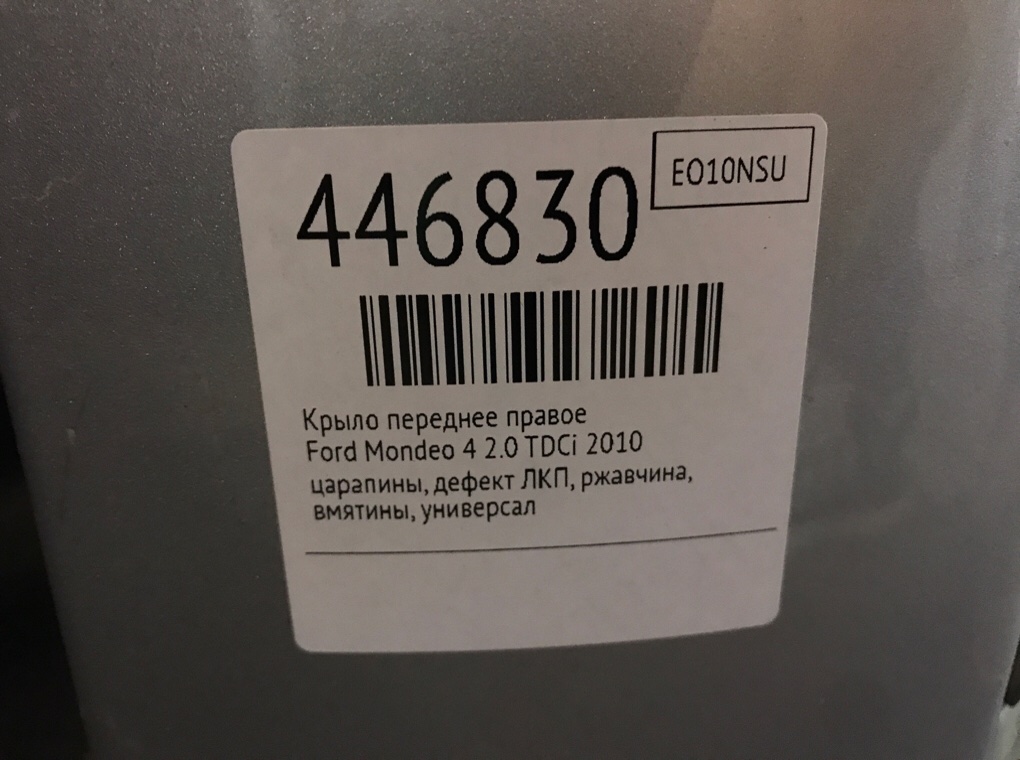 446830
EO10NSU
Крыло переднее правое
Ford Mondeo 4 2.0 TDCi 2010
царапины, дефект ЛКП, ржавчина,
вмятины, универсал